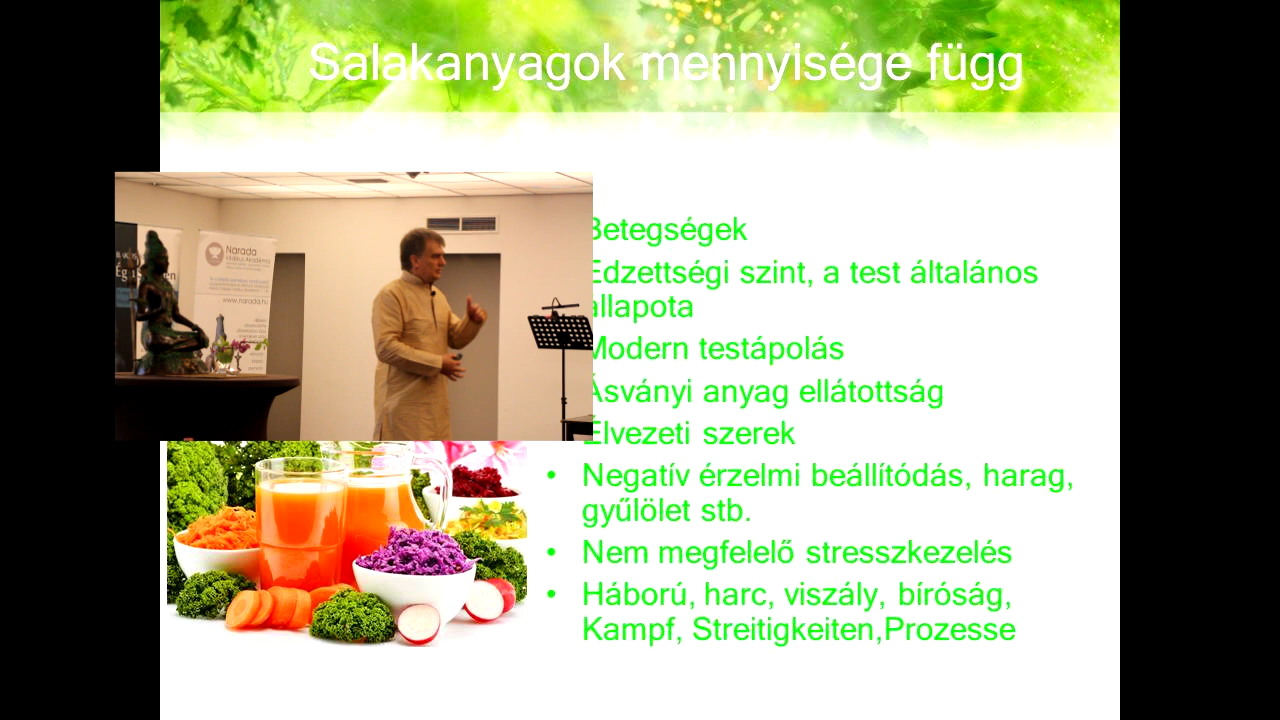 Salakanyagok mennyisége függ
Betegségek
Edzettségi szint, a test általános
állapota
Modern testápolás
Ásványi anyag ellátottság
Élvezeti szerek
• Negatív érzelmi beállítódás, harag,
gyűlölet stb.
• Nem megfelelő stresszkezelés
• Háború, harc, viszály, bíróság,
Kampf, Streitigkeiten,Prozesse
Narada
www.narada.hu